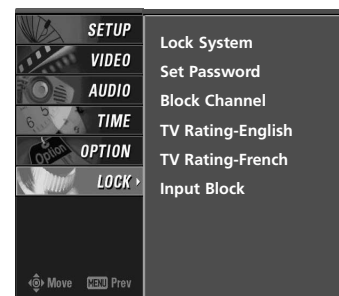 SETUP
VIDEO
AUDIO
TIME
OPTION
LOCK
Lock System
Set Password
Block Channel
TV Rating-English
TV Rating-French
Input Block
Move MENU Prev